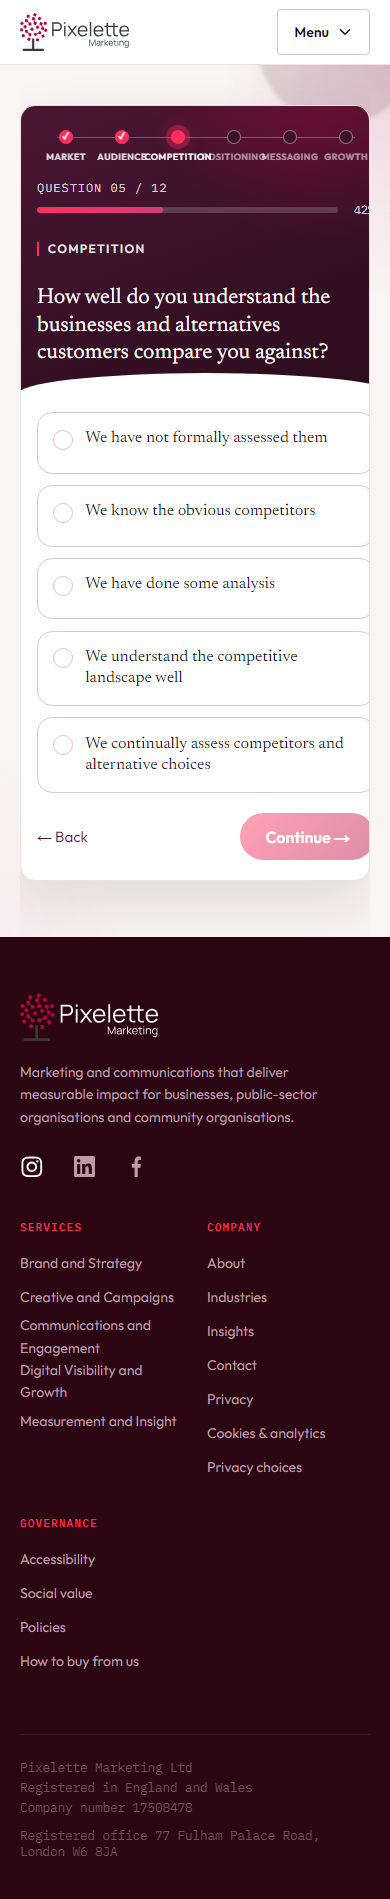 Pixelette
Marketing
Menu
MARKET AUDIENCE COMPETITION POSITIONING MESSAGING GROWTH
QUESTION 05 / 12
42%
COMPETITION
How well do you understand the
businesses and alternatives
customers compare you against?
We have not formally assessed them
We know the obvious competitors
We have done some analysis
We understand the competitive
landscape well
We continually assess competitors and
alternative choices
← Back
Continue →
Pixelette
Marketing
Marketing and communications that deliver
measurable impact for businesses, public-sector
organisations and community organisations.
SERVICES
Brand and Strategy
Creative and Campaigns
Communications and
Engagement
Digital Visibility and
Growth
Measurement and Insight
COMPANY
About
Industries
Insights
Contact
Privacy
Cookies & analytics
Privacy choices
GOVERNANCE
Accessibility
Social value
Policies
How to buy from us
Pixelette Marketing Ltd
Registered in England and Wales
Company number 17508478
Registered office 77 Fulham Palace Road,
London W6 8JA